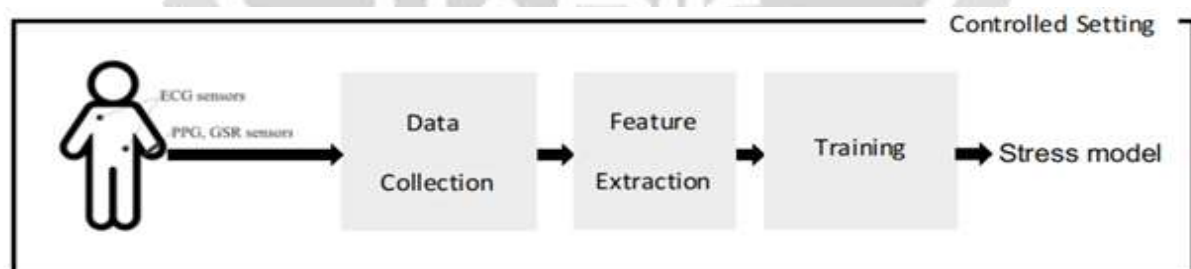 Controlled Setting
ECG sensors
PPG, GSR sensors
Data
Collection
Feature
Extraction
Training
Stress model